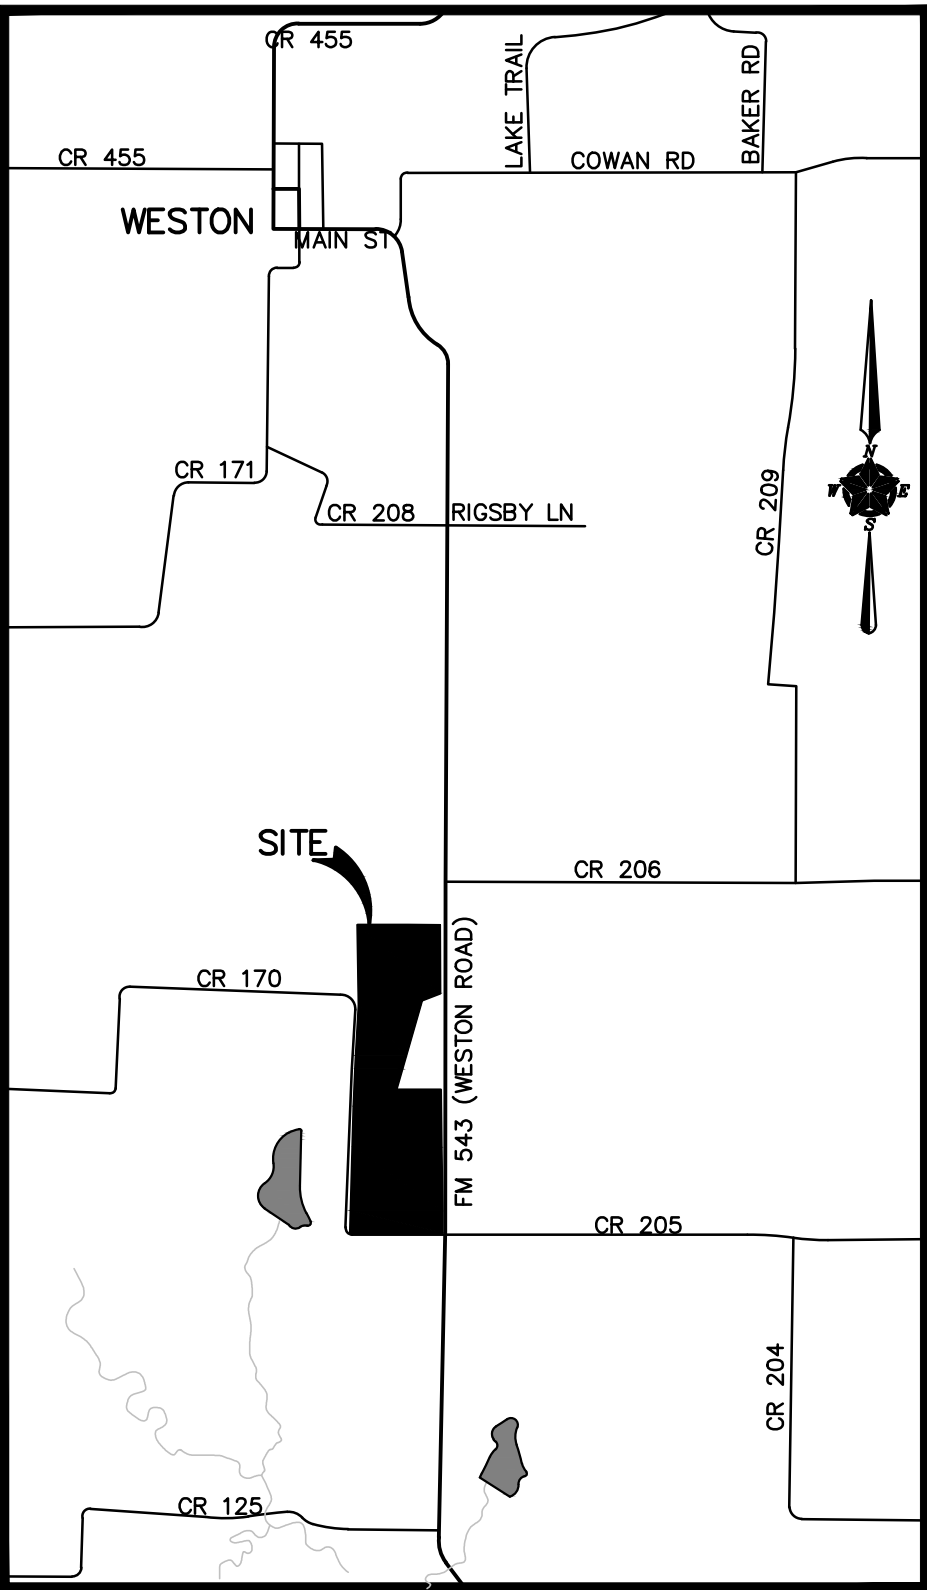 CR 455
LAKE TRAIL
BAKER RD
CR 455
COWAN RD
WESTON
MAIN ST
N
W
E
S
CR 171
CR 208
RIGSBY LN
CR 209
SITE
CR 206
CR 170
FM 543 (WESTON ROAD)
CR 205
CR 204
CR 125